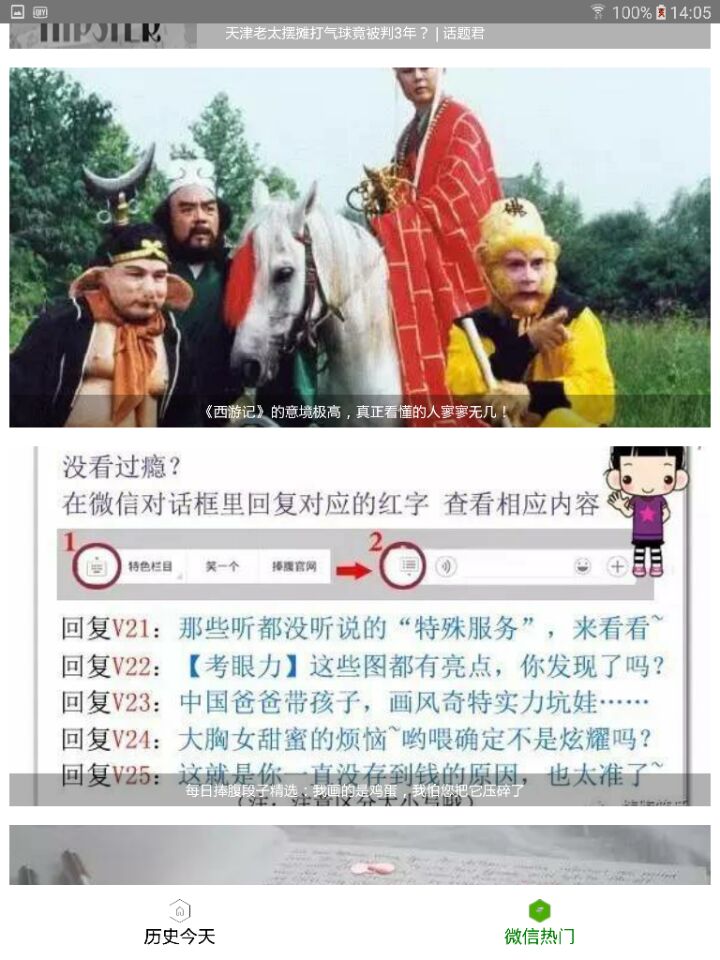 QIY
100% 14:05
HIPSTER
天津老太摆摊打气球竟被判3年？ | 话题君
佛
《西游记》的意境极高，真正看懂的人寥寥无几！
没看过瘾？
在微信对话框里回复对应的红字 查看相应内容
1 特色栏目 笑一个 捧腹官网 2
回复V21：那些听都没听说的“特殊服务”，来看看~
回复V22：【考眼力】这些图都有亮点，你发现了吗？
回复V23：中国爸爸带孩子，画风奇特实力坑娃……
回复V24：大胸女甜蜜的烦恼~哟喂确定不是炫耀吗？
回复V25：这就是你一直没存到钱的原因，也太准了~
每日捧腹段子精选：我画的是鸡蛋，我怕您把它压碎了
历史今天
微信热门